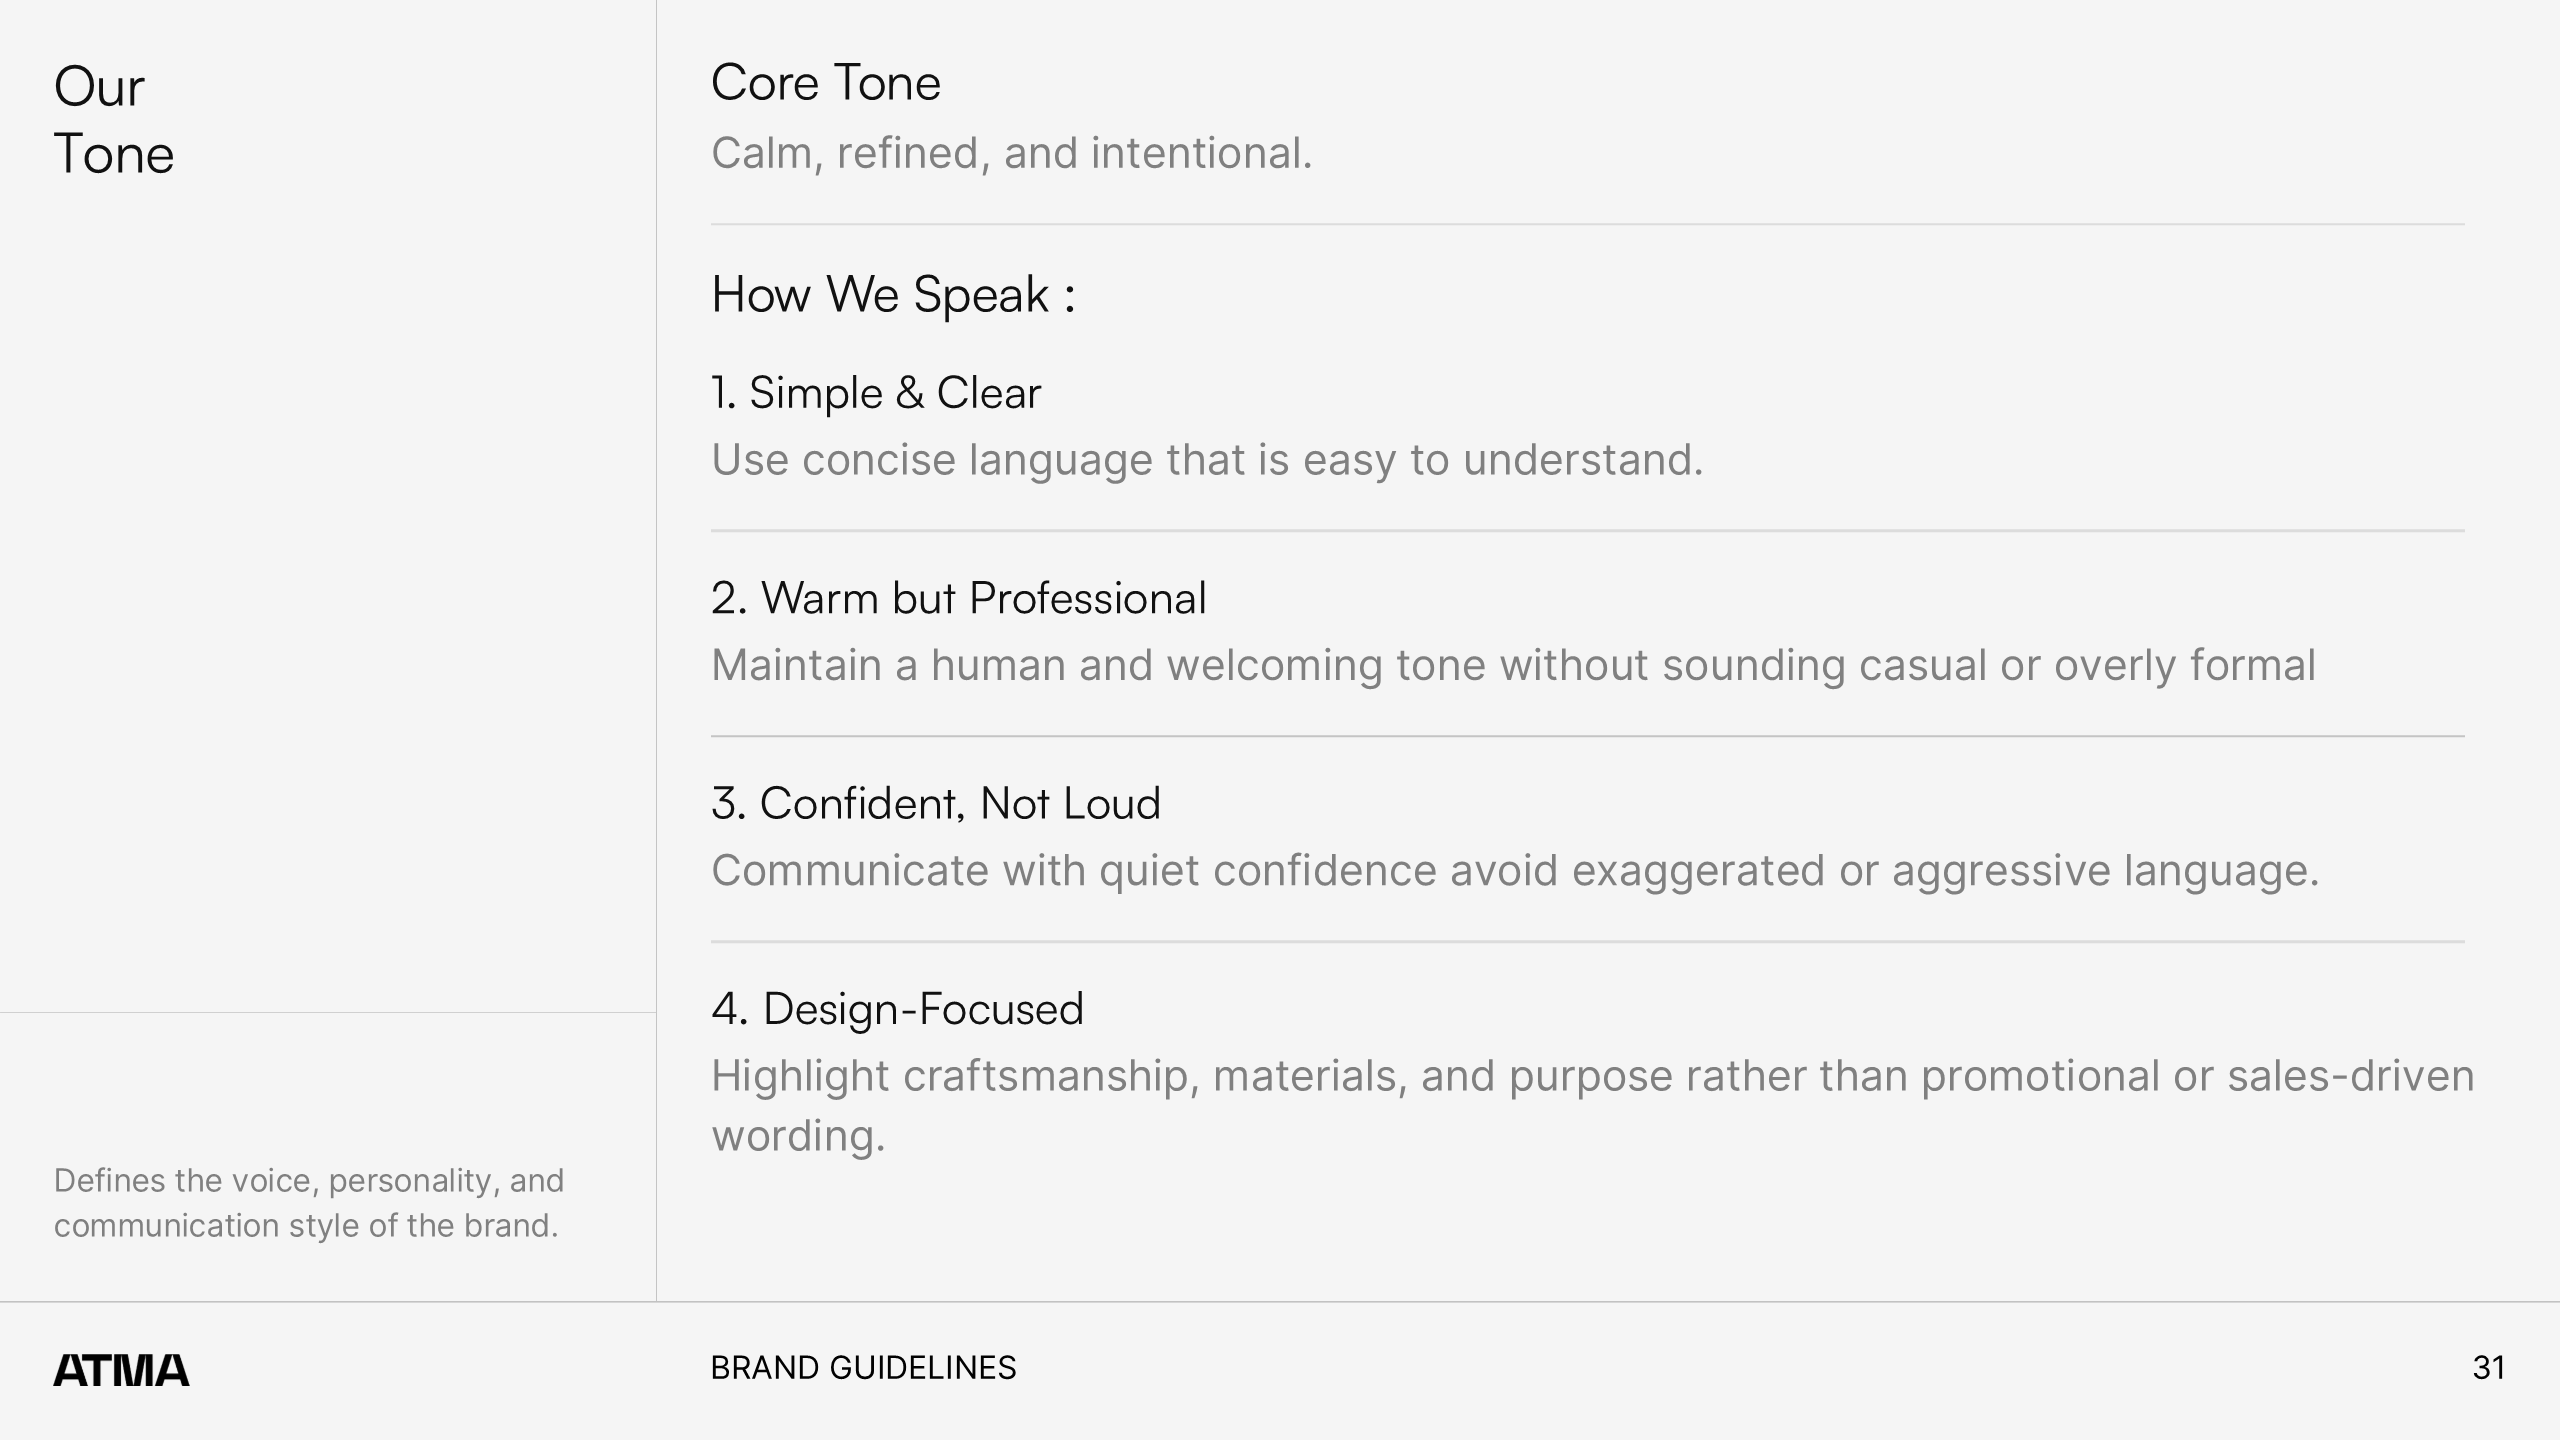 Our
Tone
Defines the voice, personality, and
communication style of the brand.
Core Tone
Calm, refined, and intentional.
How We Speak :
1. Simple & Clear
Use concise language that is easy to understand.
2. Warm but Professional
Maintain a human and welcoming tone without sounding casual or overly formal
3. Confident, Not Loud
Communicate with quiet confidence avoid exaggerated or aggressive language.
4. Design-Focused
Highlight craftsmanship, materials, and purpose rather than promotional or sales-driven
wording.
ATMA
BRAND GUIDELINES
31